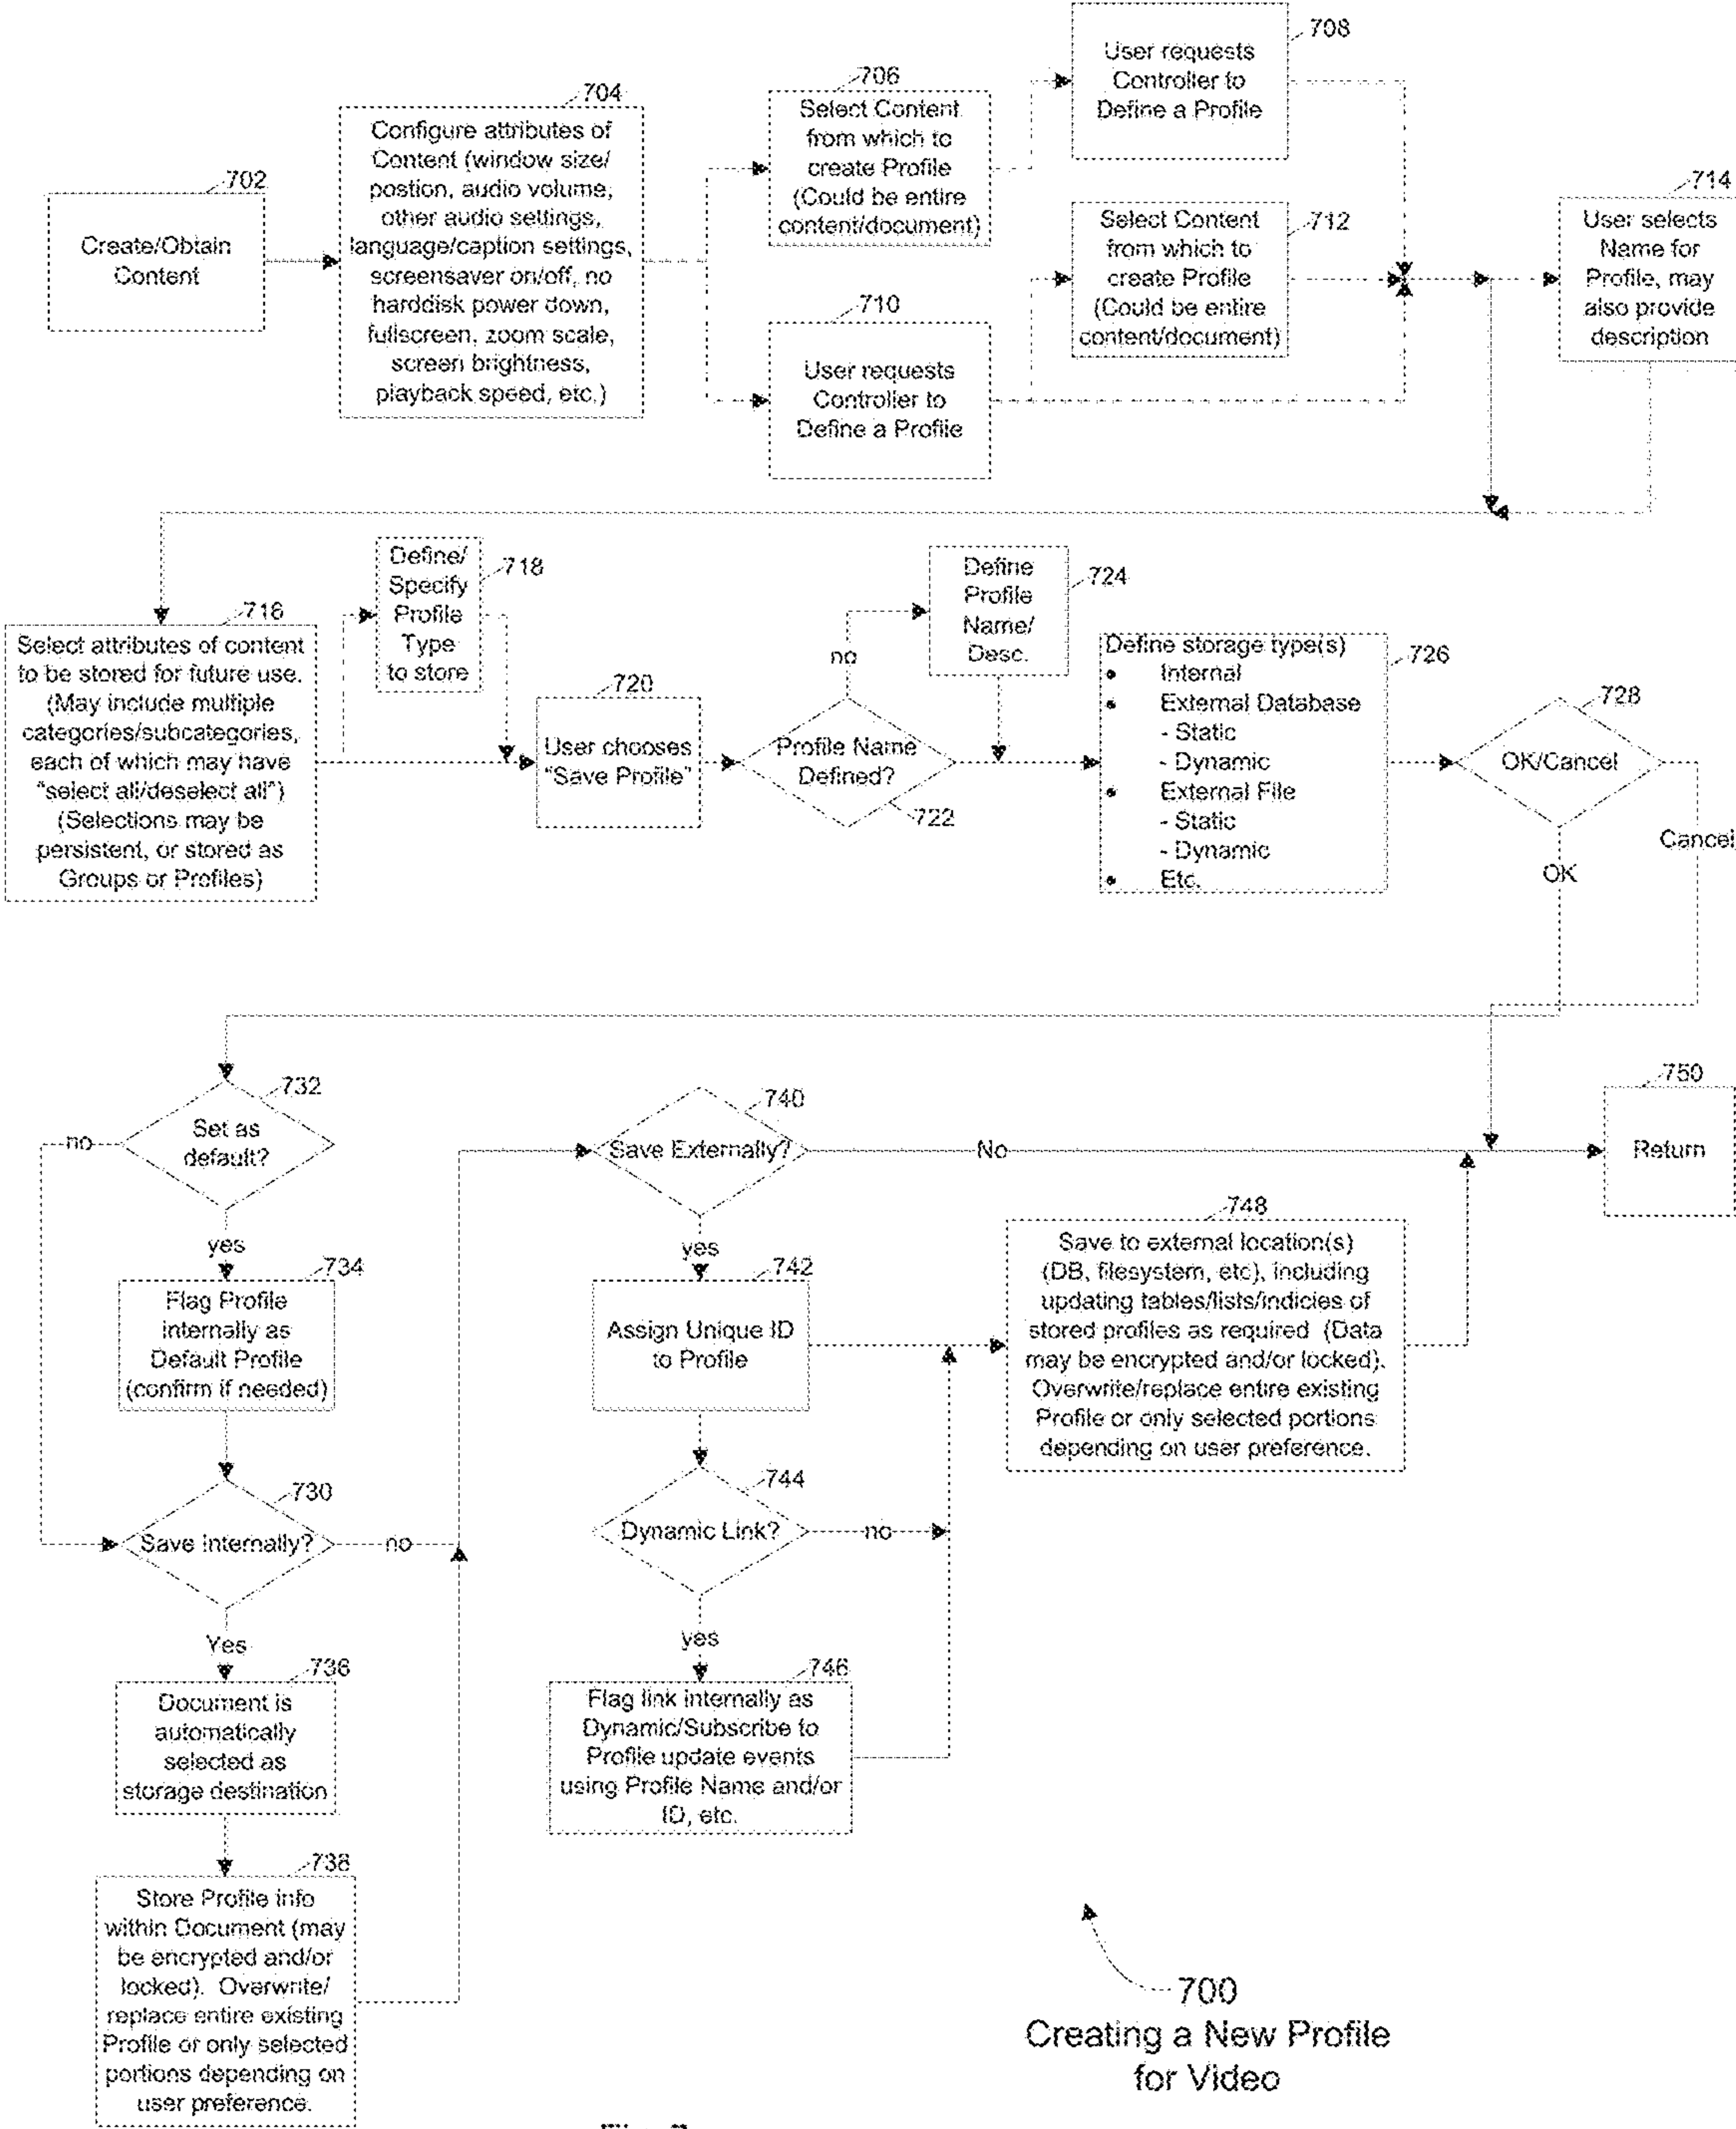 702
Create/Obtain
Content
704
Configure attributes of
Content (window size/
postion, audio volume,
other audio settings,
language/caption settings,
screensaver on/off, no
harddisk power down,
fullscreen, zoom scale,
screen brightness,
playback speed, etc.)
706
Select Content
from which to
create Profile
(Could be entire
content/document)
708
User requests
Controller to
Define a Profile
710
User requests
Controller to
Define a Profile
712
Select Content
from which to
create Profile
(Could be entire
content/document)
714
User selects
Name for
Profile, may
also provide
description
716
Select attributes of content
to be stored for future use.
(May include multiple
categories/subcategories,
each of which may have
"select all/deselect all")
(Selections may be
persistent, or stored as
Groups or Profiles)
718
Define/
Specify
Profile
Type
to store
720
User chooses
"Save Profile"
Profile Name
Defined?
722
no
724
Define
Profile
Name/
Desc.
726
Define storage type(s)
• Internal
• External Database
- Static
- Dynamic
• External File
- Static
- Dynamic
• Etc.
728
OK/Cancel
Cancel
OK
732
Set as
default?
no
yes
734
Flag Profile
internally as
Default Profile
(confirm if needed)
730
Save Internally?
no
Yes
736
Document is
automatically
selected as
storage destination
738
Store Profile info
within Document (may
be encrypted and/or
locked). Overwrite/
replace entire existing
Profile or only selected
portions depending on
user preference.
740
Save Externally?
No
yes
742
Assign Unique ID
to Profile
744
Dynamic Link?
no
yes
746
Flag link internally as
Dynamic/Subscribe to
Profile update events
using Profile Name and/or
ID, etc.
748
Save to external location(s)
(DB, filesystem, etc), including
updating tables/lists/indicies of
stored profiles as required (Data
may be encrypted and/or locked).
Overwrite/replace entire existing
Profile or only selected portions
depending on user preference.
750
Return
700
Creating a New Profile
for Video